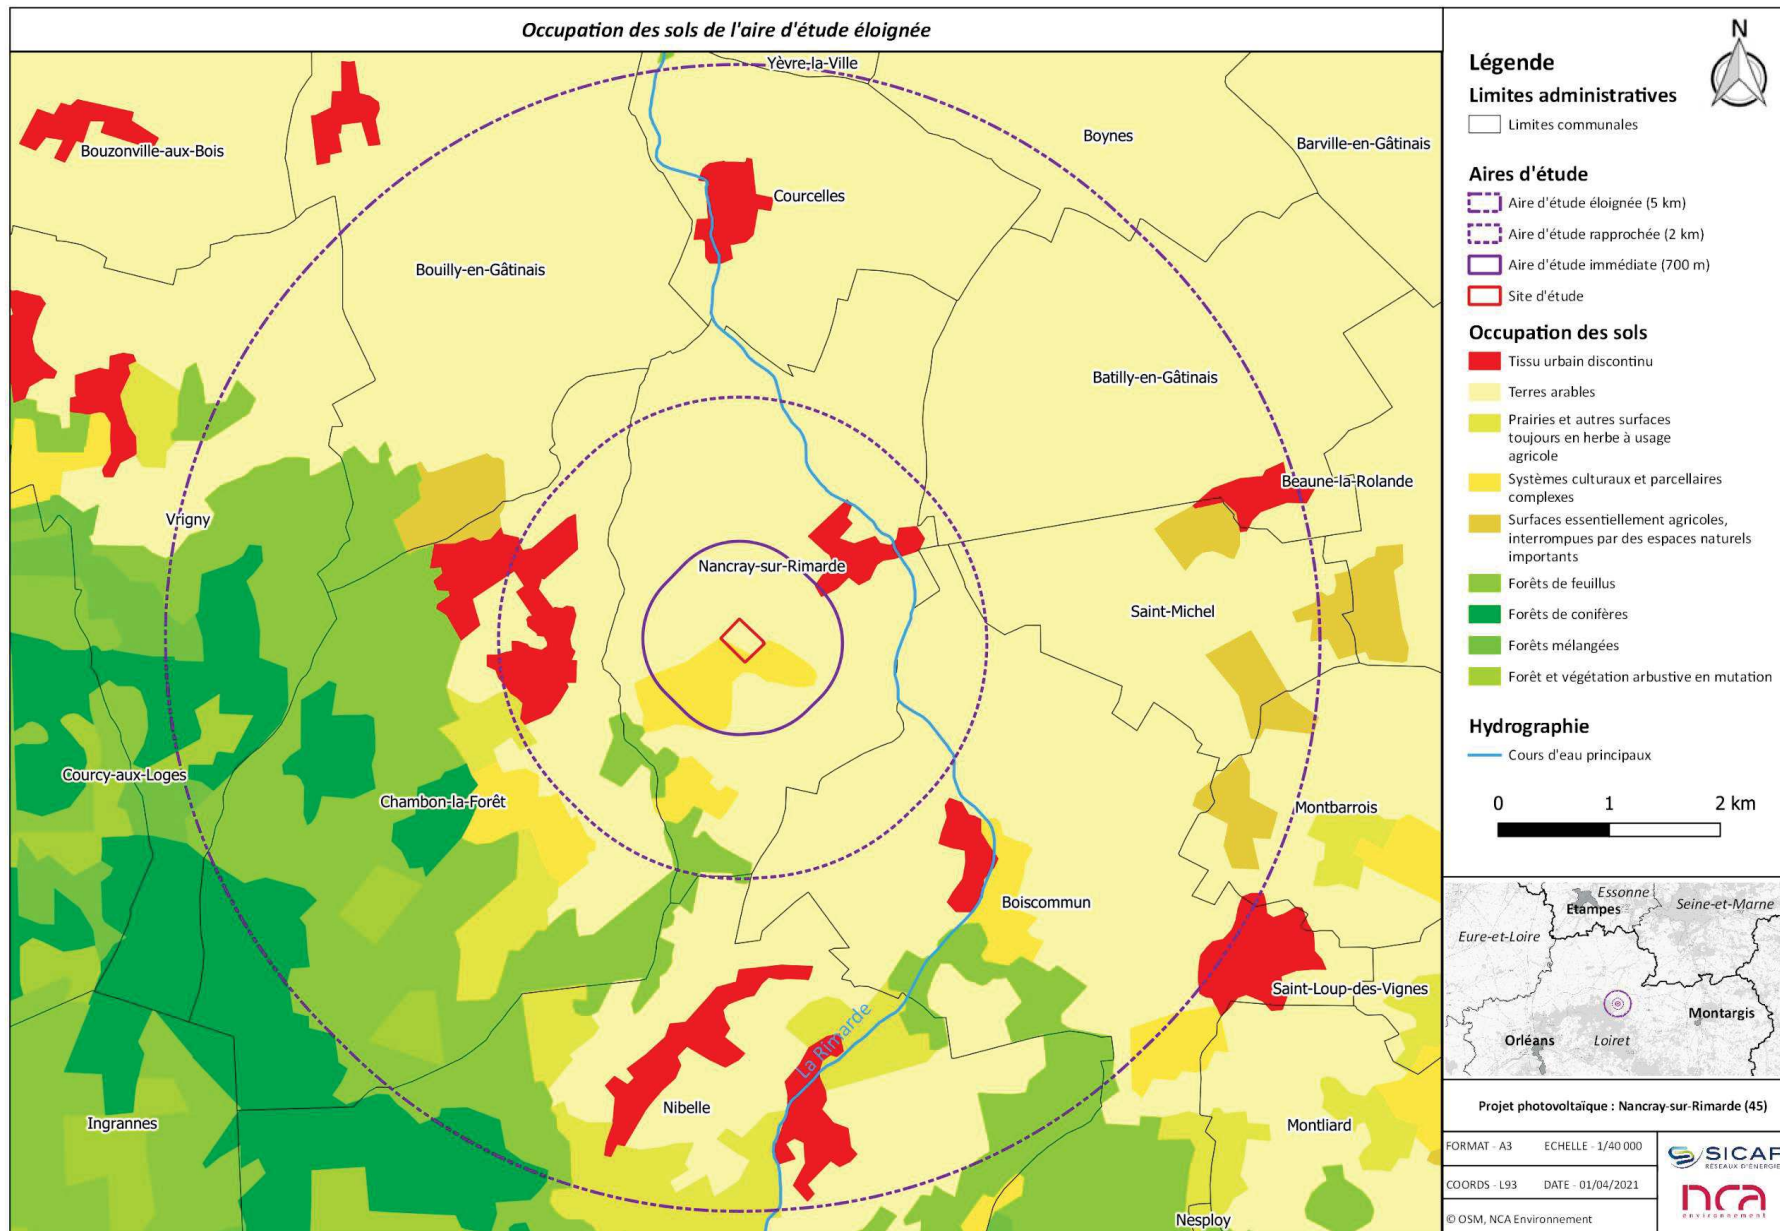 Occupation des sols de l'aire d'étude éloignée
Yèvre-la-Ville
Bouzonville-aux-Bois
Boynes
Barville-en-Gâtinais
Courcelles
Bouilly-en-Gâtinais
Batilly-en-Gâtinais
Beaune-la-Rolande
Vrigny
Nancray-sur-Rimarde
Saint-Michel
Courcy-aux-Loges
Chambon-la-Forêt
Montbarrois
Boiscommun
Saint-Loup-des-Vignes
La Rimarde
Nibelle
Ingrannes
Montliard
Nesploy
N
Légende
Limites administratives
Limites communales
Aires d'étude
Aire d'étude éloignée (5 km)
Aire d'étude rapprochée (2 km)
Aire d'étude immédiate (700 m)
Site d'étude
Occupation des sols
Tissu urbain discontinu
Terres arables
Prairies et autres surfaces
toujours en herbe à usage
agricole
Systèmes culturaux et parcellaires
complexes
Surfaces essentiellement agricoles,
interrompues par des espaces naturels
importants
Forêts de feuillus
Forêts de conifères
Forêts mélangées
Forêt et végétation arbustive en mutation
Hydrographie
Cours d'eau principaux
0 1 2 km
Essonne
Etampes
Seine-et-Marne
Eure-et-Loire
Montargis
Orléans
Loiret
Projet photovoltaïque : Nancray-sur-Rimarde (45)
FORMAT - A3 ECHELLE - 1/40 000
COORDS - L93 DATE - 01/04/2021
© OSM, NCA Environnement
SICAP
RÉSEAUX D'ÉNERGIE
nca
environnement